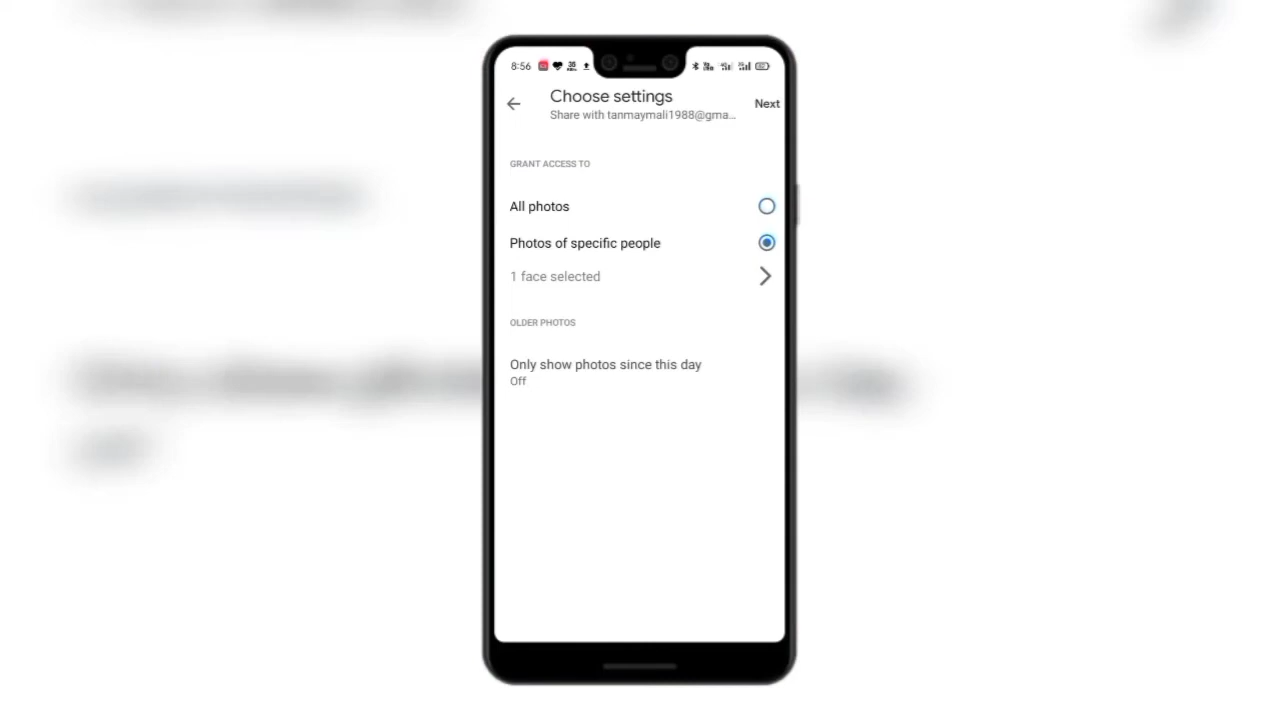 8:56
Choose settings
Next
Share with tanmaymali1988@gma...
GRANT ACCESS TO
All photos
Photos of specific people
1 face selected
OLDER PHOTOS
Only show photos since this day
Off